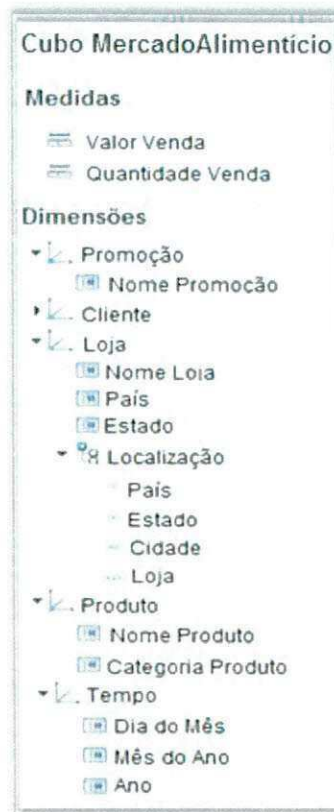 Cubo MercadoAlimentício
Medidas
Valor Venda
Quantidade Venda
Dimensões
Promoção
Nome Promocão
Cliente
Loja
Nome Loia
País
Estado
Localização
País
Estado
Cidade
Loja
Produto
Nome Produto
Categoria Produto
Tempo
Dia do Mês
Mês do Ano
Ano